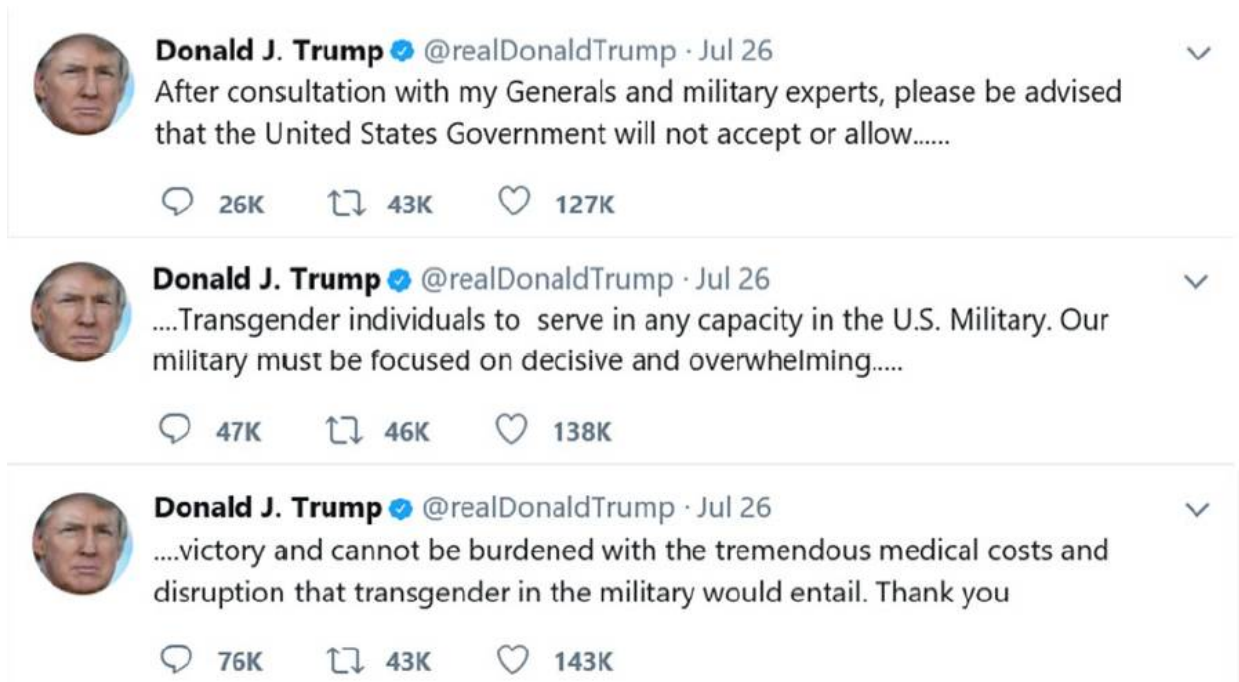 Donald J. Trump @realDonaldTrump · Jul 26
After consultation with my Generals and military experts, please be advised
that the United States Government will not accept or allow......
26K 43K 127K
Donald J. Trump @realDonaldTrump · Jul 26
....Transgender individuals to serve in any capacity in the U.S. Military. Our
military must be focused on decisive and overwhelming.....
47K 46K 138K
Donald J. Trump @realDonaldTrump · Jul 26
....victory and cannot be burdened with the tremendous medical costs and
disruption that transgender in the military would entail. Thank you
76K 43K 143K